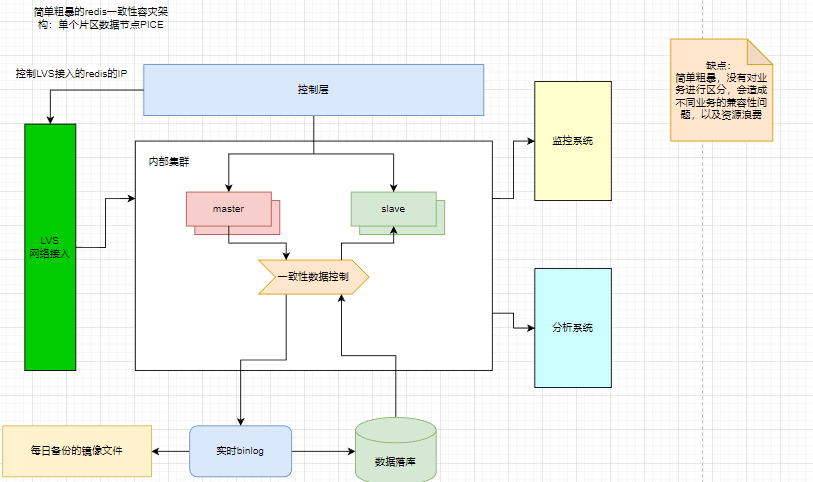 简单粗暴的redis一致性容灾架
构：单个片区数据节点PICE
控制LVS接入的redis的IP
控制层
缺点：
简单粗暴，没有对业
务进行区分，会造成
不同业务的兼容性问
题，以及资源浪费
监控系统
内部集群
master
slave
LVS
网络接入
一致性数据控制
分析系统
每日备份的镜像文件
实时binlog
数据落库